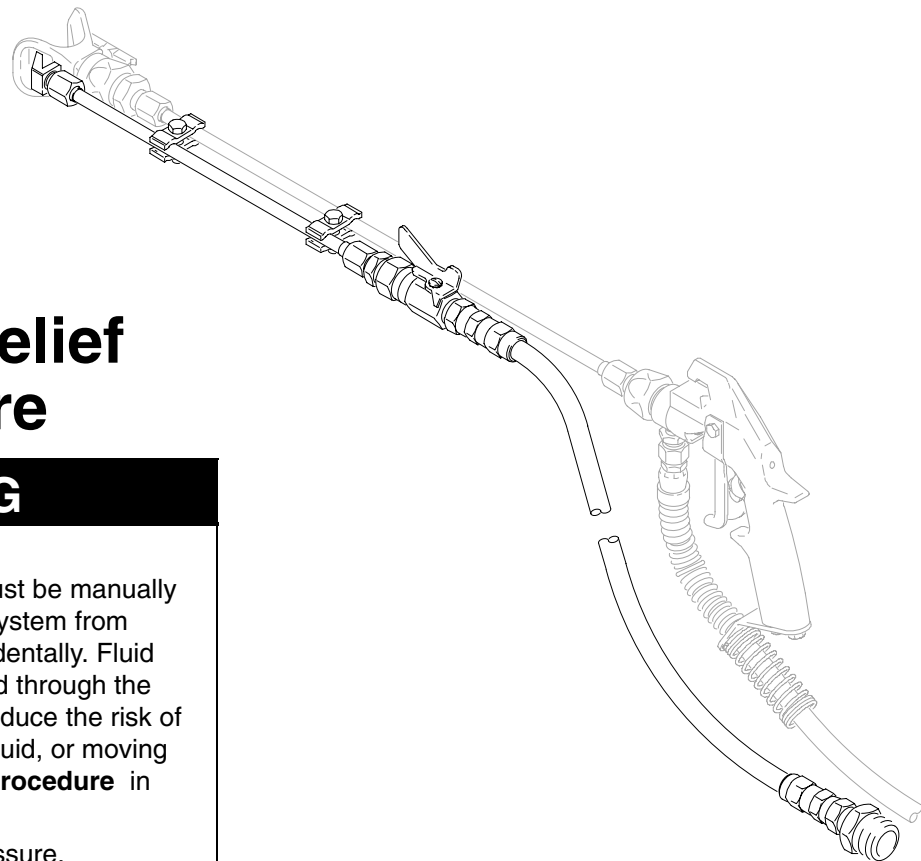 elief
re
G
ust be manually
ystem from
dentally. Fluid
d through the
duce the risk of
uid, or moving
rocedure in
ssure.